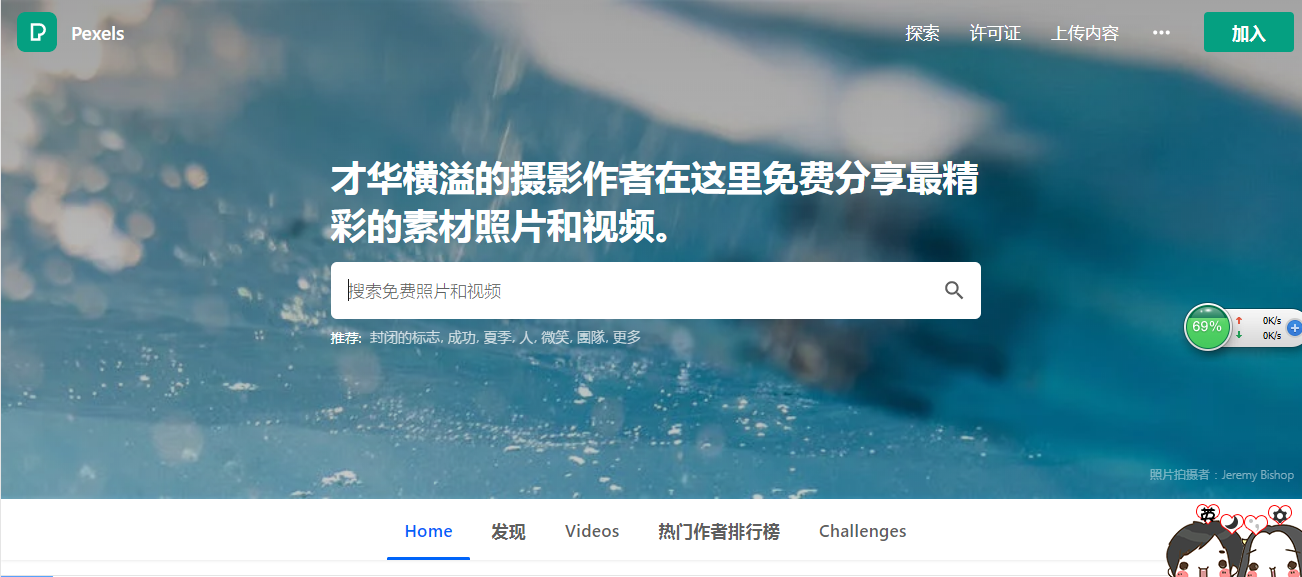 Pexels
探索 许可证 上传内容 ••• 加入
才华横溢的摄影作者在这里免费分享最精
彩的素材照片和视频。
搜索免费照片和视频
推荐: 封闭的标志, 成功, 夏季, 人, 微笑, 團隊, 更多
69%
0K/s
0K/s
照片拍摄者：Jeremy Bishop
英
Home 发现 Videos 热门作者排行榜 Challenges